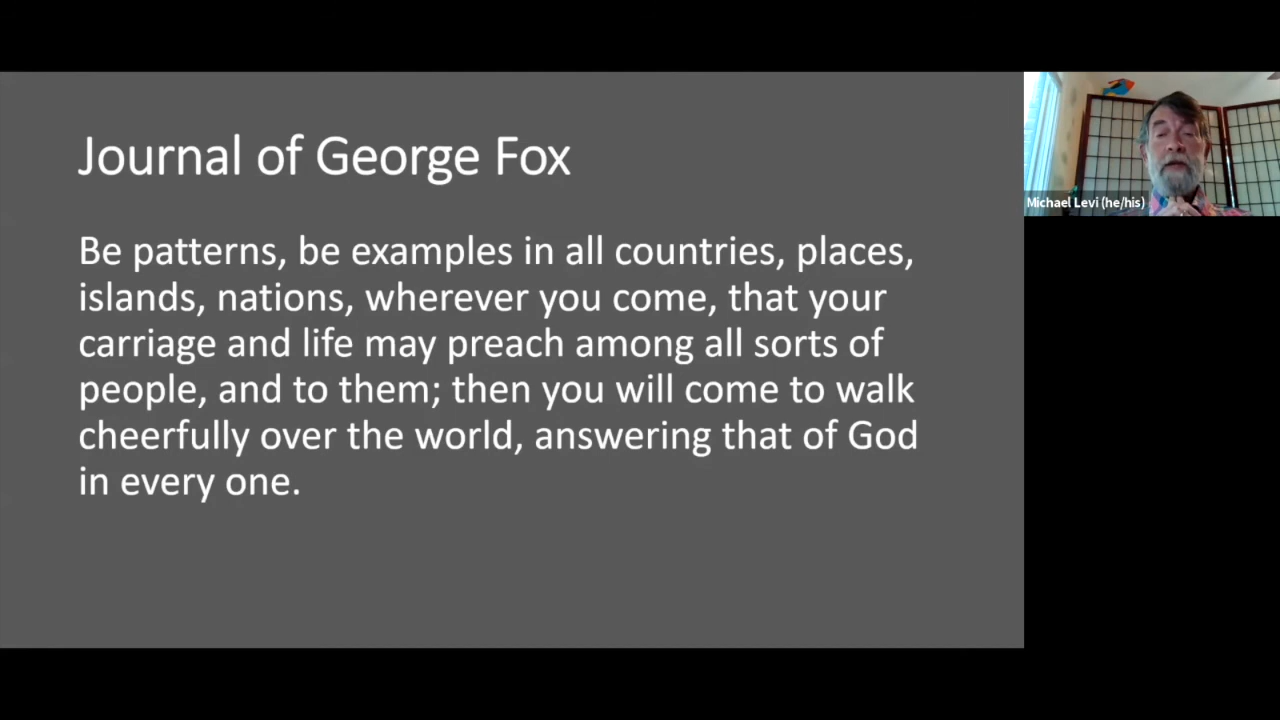 Journal of George Fox
Be patterns, be examples in all countries, places,
islands, nations, wherever you come, that your
carriage and life may preach among all sorts of
people, and to them; then you will come to walk
cheerfully over the world, answering that of God
in every one.
Michael Levi (he/his)